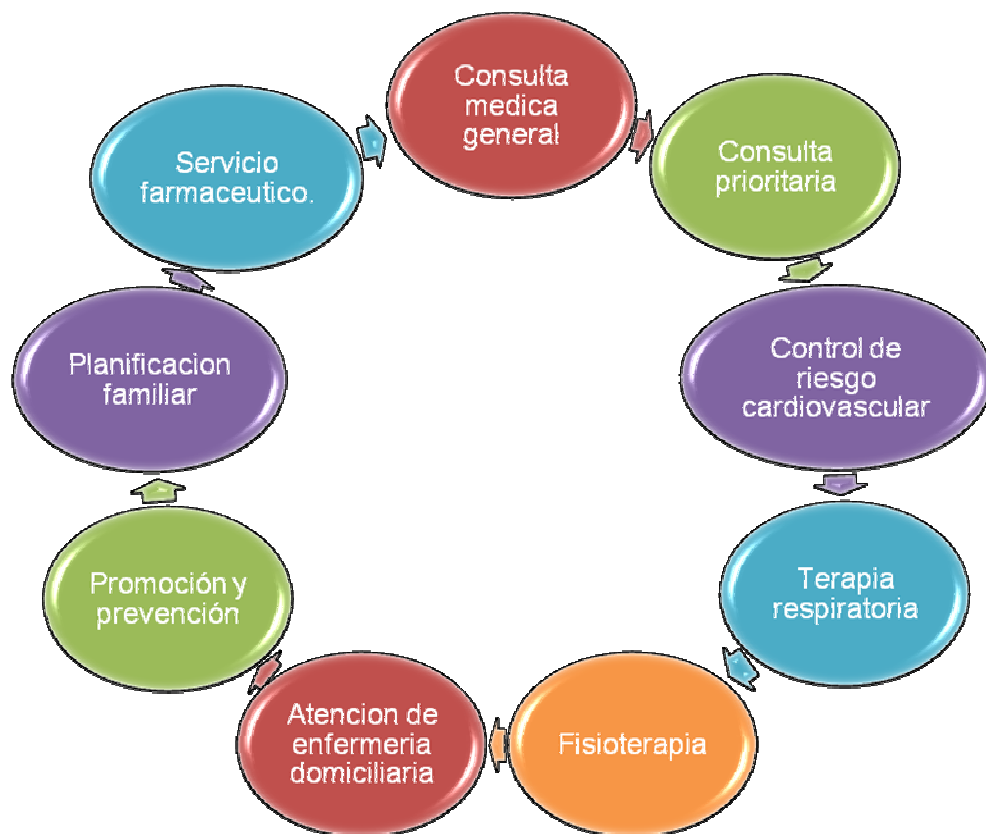 Consulta
medica
general
Consulta
prioritaria
Control de
riesgo
cardiovascular
Terapia
respiratoria
Fisioterapia
Atencion de
enfermeria
domiciliaria
Promoción y
prevención
Planificacion
familiar
Servicio
farmaceutico.